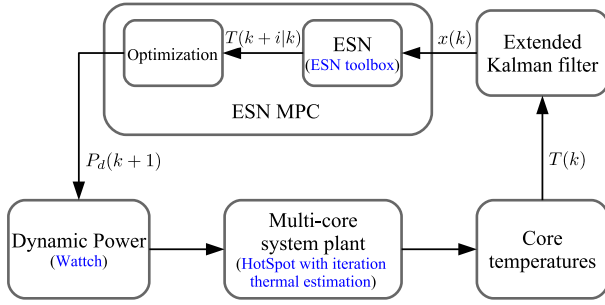 Optimization
T(k + i|k)
ESN
(ESN toolbox)
x(k)
Extended
Kalman filter
ESN MPC
P_d(k + 1)
T(k)
Dynamic Power
(Wattch)
Multi-core
system plant
(HotSpot with iteration
thermal estimation)
Core
temperatures